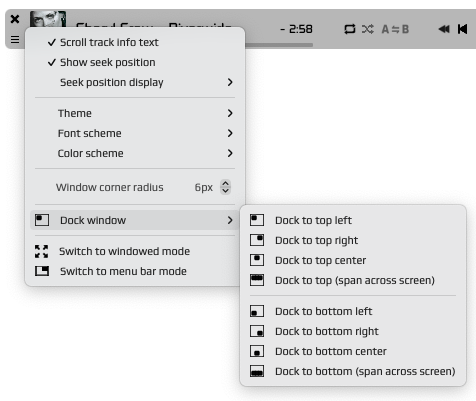 - 2:58
A B
Scroll track info text
Show seek position
Seek position display
Theme
Font scheme
Color scheme
Window corner radius 6px
Dock window
Switch to windowed mode
Switch to menu bar mode
Dock to top left
Dock to top right
Dock to top center
Dock to top (span across screen)
Dock to bottom left
Dock to bottom right
Dock to bottom center
Dock to bottom (span across screen)